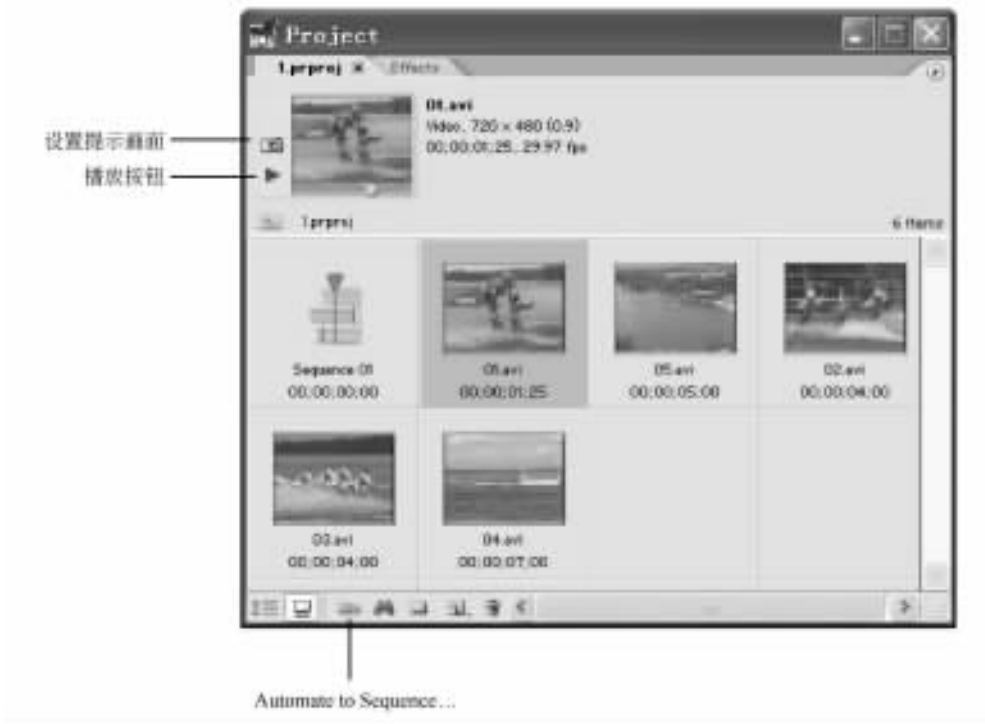 Project
1.prproj
Effects
01.avi
Video, 720 × 480 (0.9)
00;00;01;25, 29.97 fps
设置提示画面
播放按钮
1.prproj
6 Items
Sequence 01
01.avi
05.avi
02.avi
00;00;00;00
00;00;01;25
00;00;05;00
00;00;04;00
03.avi
04.avi
00;00;04;00
00;00;07;00
Automate to Sequence…